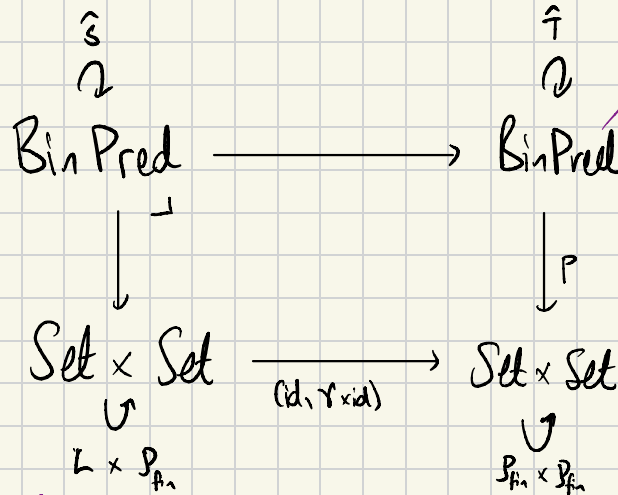 Ŝ T̂
BinPred BinPred
P
Set × Set Set × Set
(id, γ×id)
L × P_fin P_fin × P_fin